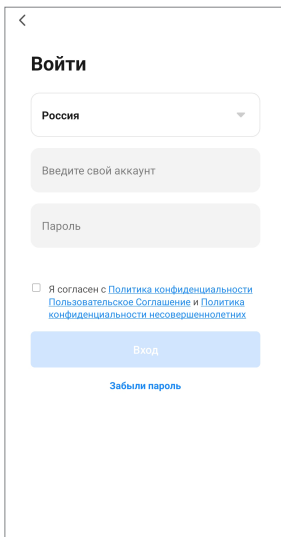 Войти
Россия
Введите свой аккаунт
Пароль
Я согласен с Политика конфиденциальности
Пользовательское Соглашение и Политика
конфиденциальности несовершеннолетних
Вход
Забыли пароль